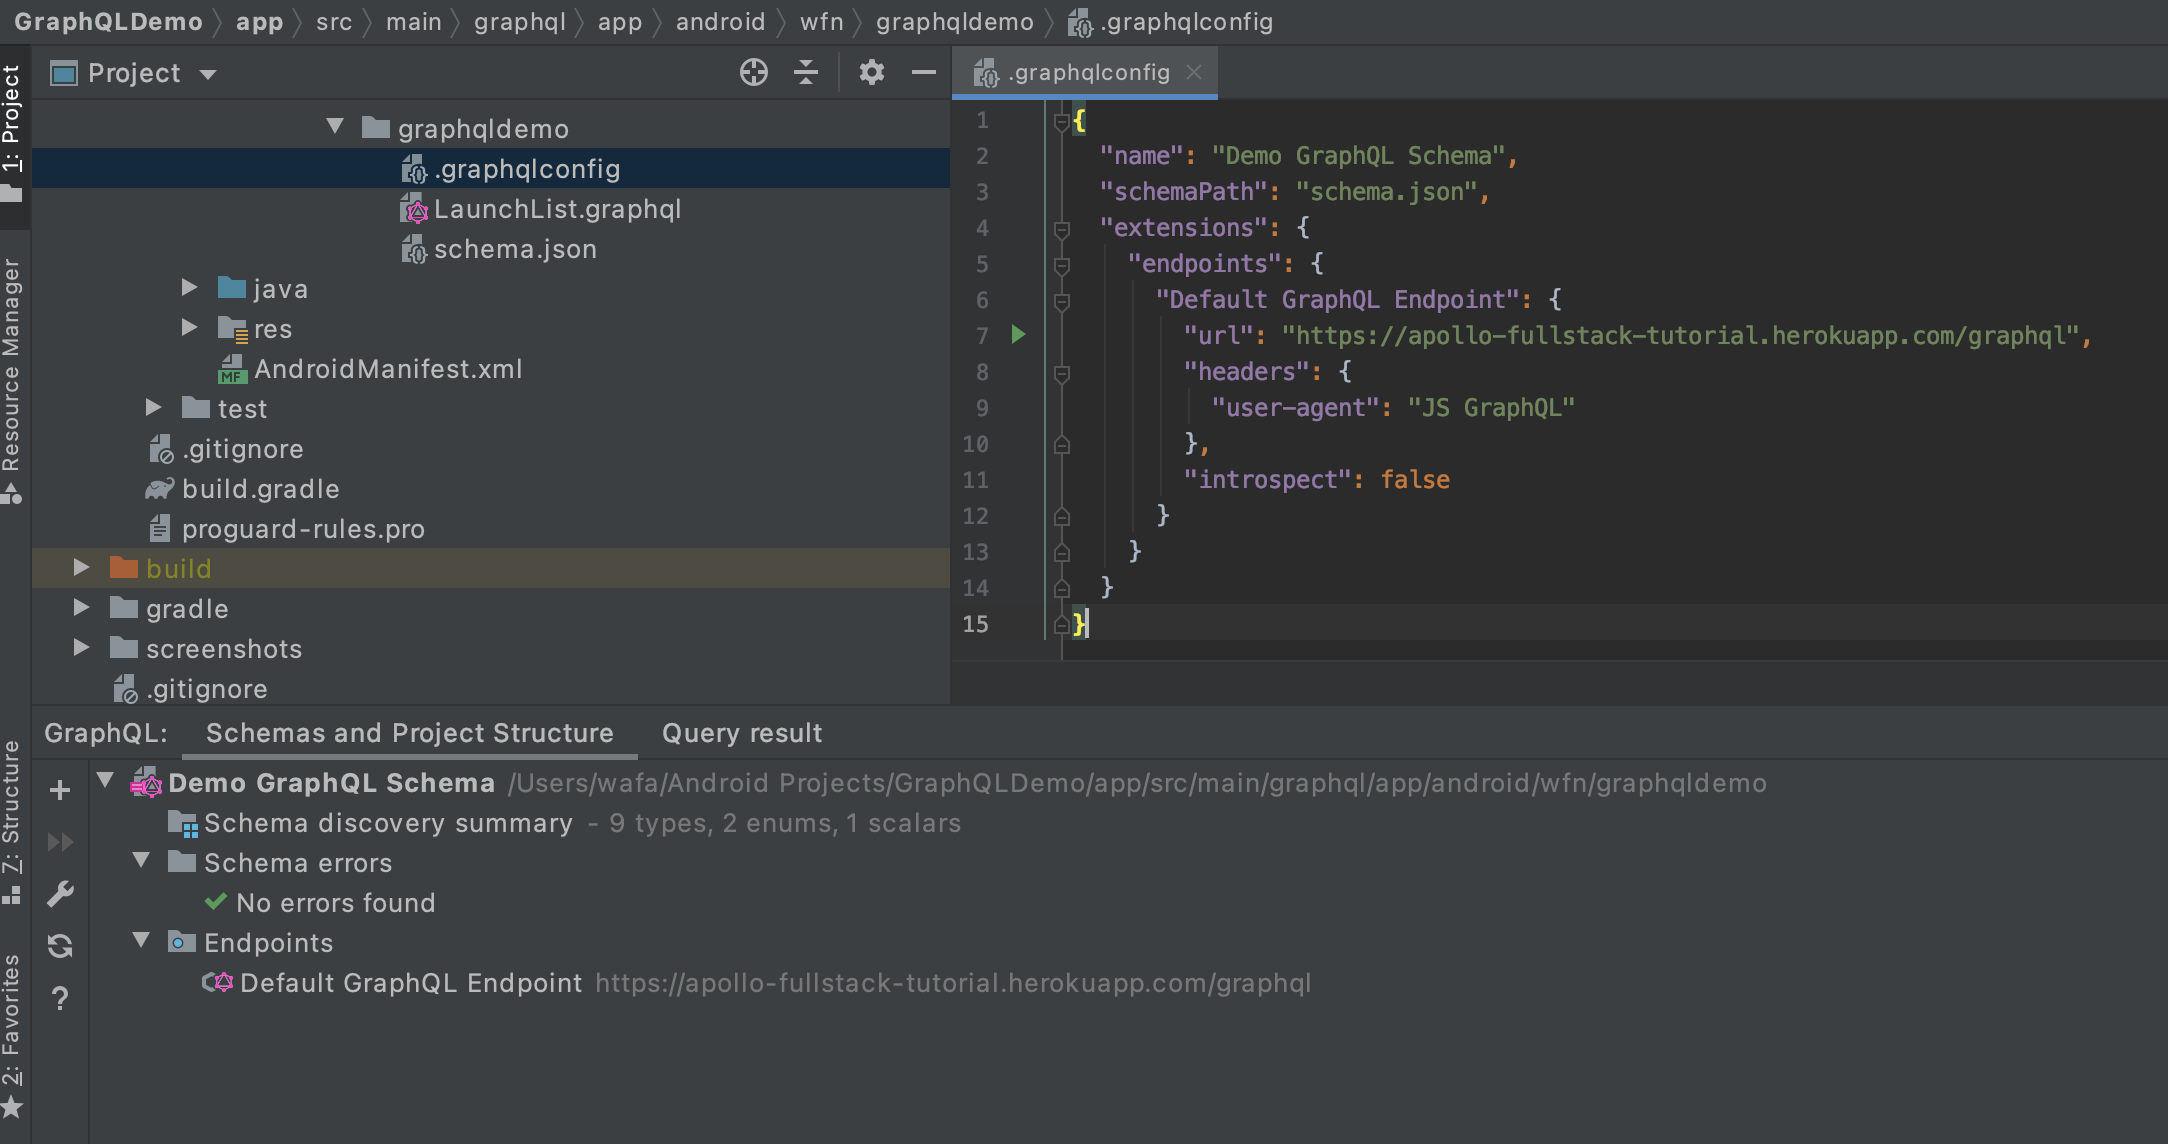 GraphQLDemo app src main graphql app android wfn graphqldemo .graphqlconfig
1: Project
Resource Manager
7: Structure
2: Favorites
Project
graphqldemo
.graphqlconfig
LaunchList.graphql
schema.json
java
res
MF AndroidManifest.xml
test
.gitignore
build.gradle
proguard-rules.pro
build
gradle
screenshots
.gitignore
.graphqlconfig
1 {
2 "name": "Demo GraphQL Schema",
3 "schemaPath": "schema.json",
4 "extensions": {
5 "endpoints": {
6 "Default GraphQL Endpoint": {
7 "url": "https://apollo-fullstack-tutorial.herokuapp.com/graphql",
8 "headers": {
9 "user-agent": "JS GraphQL"
10 },
11 "introspect": false
12 }
13 }
14 }
15 }
GraphQL: Schemas and Project Structure Query result
Demo GraphQL Schema /Users/wafa/Android Projects/GraphQLDemo/app/src/main/graphql/app/android/wfn/graphqldemo
Schema discovery summary - 9 types, 2 enums, 1 scalars
Schema errors
No errors found
Endpoints
Default GraphQL Endpoint https://apollo-fullstack-tutorial.herokuapp.com/graphql